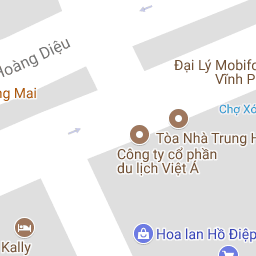 Hoàng Diệu
Đại Lý Mobifo
Vĩnh P
ng Mai
Chợ Xó
Tòa Nhà Trung H
Công ty cổ phần
du lịch Việt Á
Hoa lan Hồ Điệp
Kally